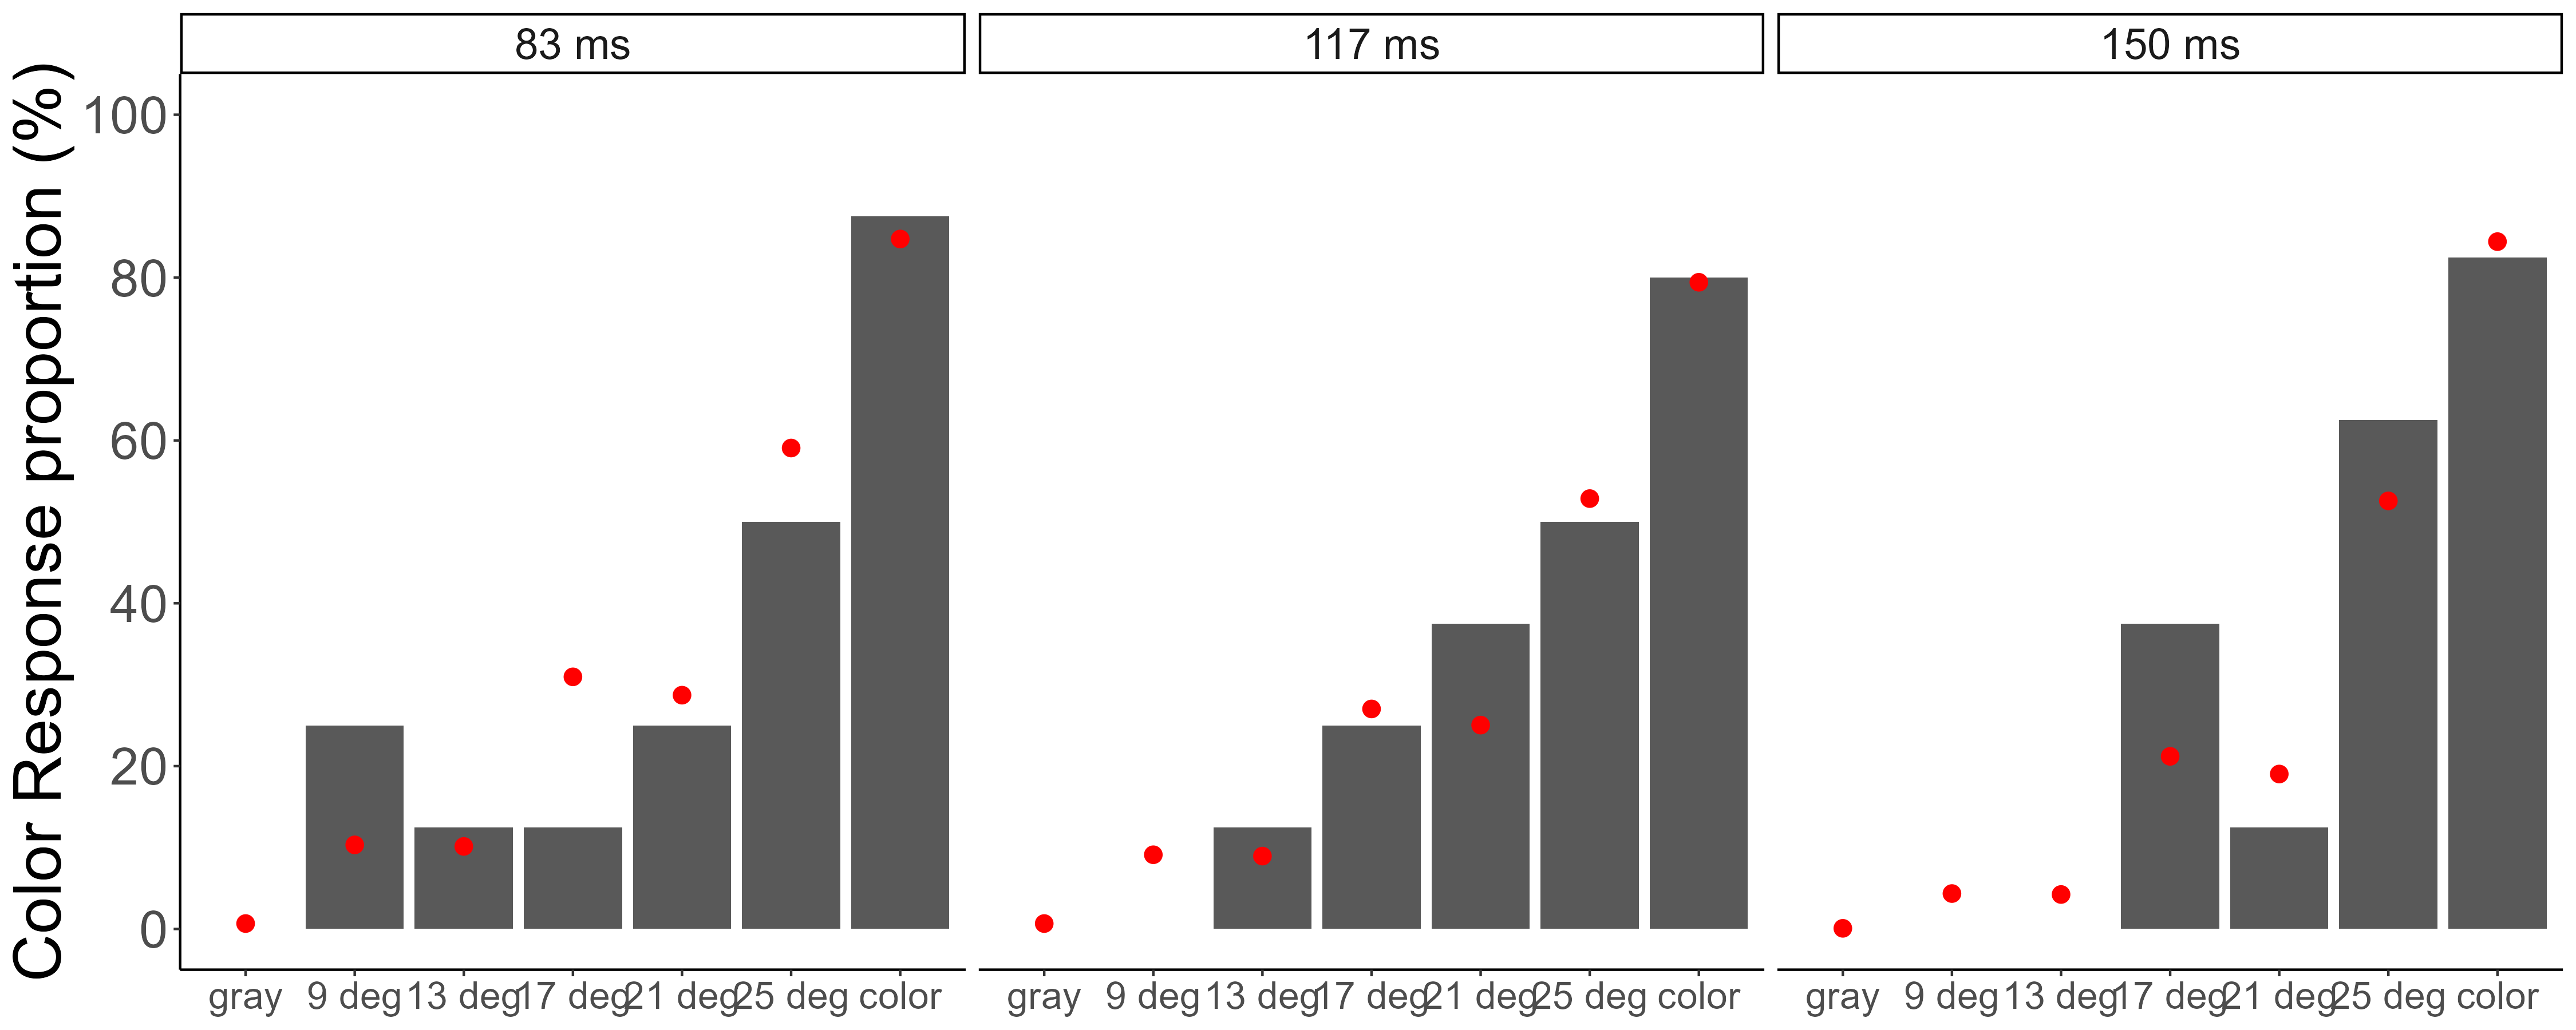 83 ms
117 ms
150 ms
Color Response proportion (%)
100
80
60
40
20
0
gray 9 deg 13 deg 17 deg 21 deg 25 deg color
gray 9 deg 13 deg 17 deg 21 deg 25 deg color
gray 9 deg 13 deg 17 deg 21 deg 25 deg color